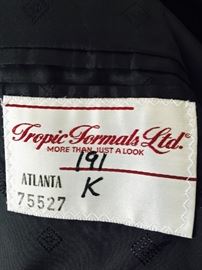 Tropic Formals Ltd.
MORE THAN JUST A LOOK
191
ATLANTA K
75527